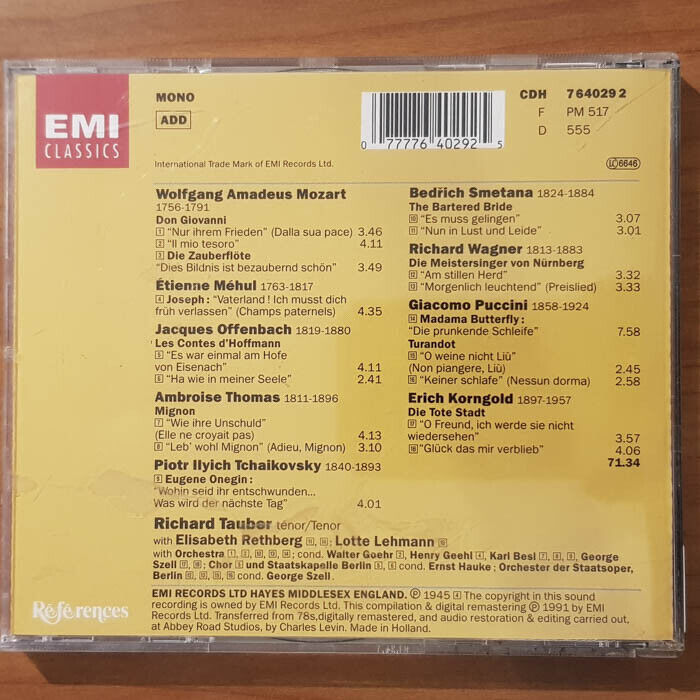 EMI
CLASSICS
MONO
ADD
International Trade Mark of EMI Records Ltd.
0 77776 40292 5
CDH 7 64029 2
F PM 517
D 555
LC 6646
Wolfgang Amadeus Mozart
1756-1791
Don Giovanni
1 "Nur ihrem Frieden" (Dalla sua pace) 3.46
2 "Il mio tesoro" 4.11
3 Die Zauberflöte
"Dies Bildnis ist bezaubernd schön" 3.49
Étienne Méhul 1763-1817
4 Joseph: "Vaterland! Ich musst dich
früh verlassen" (Champs paternels) 4.35
Jacques Offenbach 1819-1880
Les Contes d'Hoffmann
5 "Es war einmal am Hofe
von Eisenach" 4.11
6 "Ha wie in meiner Seele" 2.41
Ambroise Thomas 1811-1896
Mignon
7 "Wie ihre Unschuld"
(Elle ne croyait pas) 4.13
8 "Leb' wohl Mignon" (Adieu, Mignon) 3.10
Piotr Ilyich Tchaikovsky 1840-1893
9 Eugene Onegin:
"Wohin seid ihr entschwunden...
Was wird der nächste Tag" 4.01
Bedřich Smetana 1824-1884
The Bartered Bride
10 "Es muss gelingen" 3.07
11 "Nun in Lust und Leide" 3.01
Richard Wagner 1813-1883
Die Meistersinger von Nürnberg
12 "Am stillen Herd" 3.32
13 "Morgenlich leuchtend" (Preislied) 3.33
Giacomo Puccini 1858-1924
14 Madama Butterfly:
"Die prunkende Schleife" 7.58
Turandot
15 "O weine nicht Liù"
(Non piangere, Liù) 2.45
16 "Keiner schlafe" (Nessun dorma) 2.58
Erich Korngold 1897-1957
Die Tote Stadt
17 "O Freund, ich werde sie nicht
wiedersehen" 3.57
18 "Glück das mir verblieb" 4.06
71.34
Richard Tauber ténor/Tenor
with Elisabeth Rethberg; Lotte Lehmann
with Orchestra; cond. Walter Goehr, Henry Geehl, Karl Besl, George
Szell; Chor und Staatskapelle Berlin cond. Ernst Hauke; Orchester der Staatsoper,
Berlin cond. George Szell.
EMI RECORDS LTD HAYES MIDDLESEX ENGLAND. Ⓟ 1945 4 The copyright in this sound
recording is owned by EMI Records Ltd. This compilation & digital remastering Ⓟ 1991 by EMI
Records Ltd. Transferred from 78s,digitally remastered, and audio restoration & editing carried out,
at Abbey Road Studios, by Charles Levin. Made in Holland.
Références